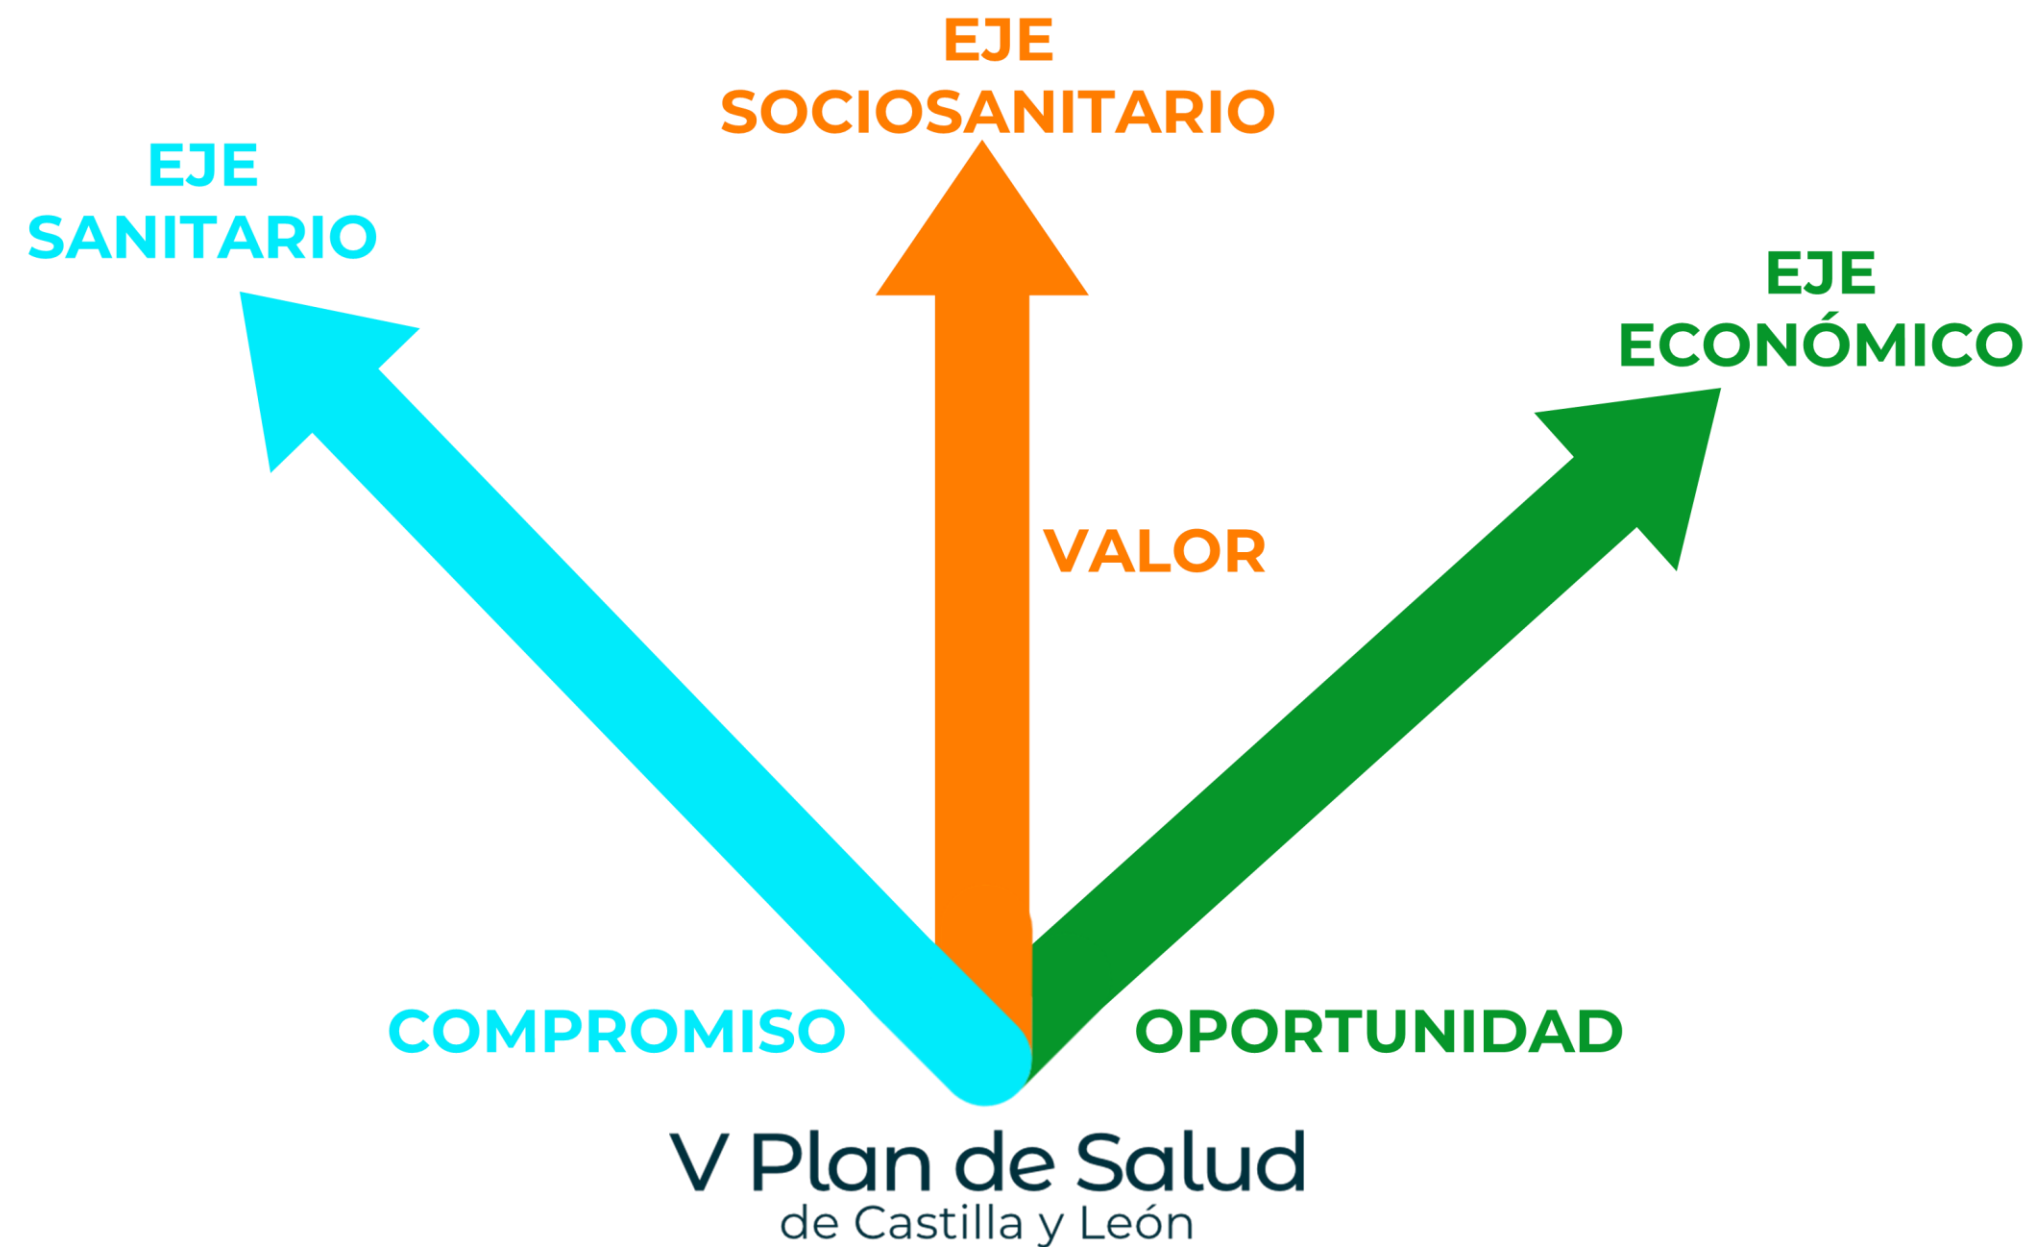 EJE
SOCIOSANITARIO
EJE
SANITARIO
EJE
ECONÓMICO
VALOR
COMPROMISO
OPORTUNIDAD
V Plan de Salud
de Castilla y León